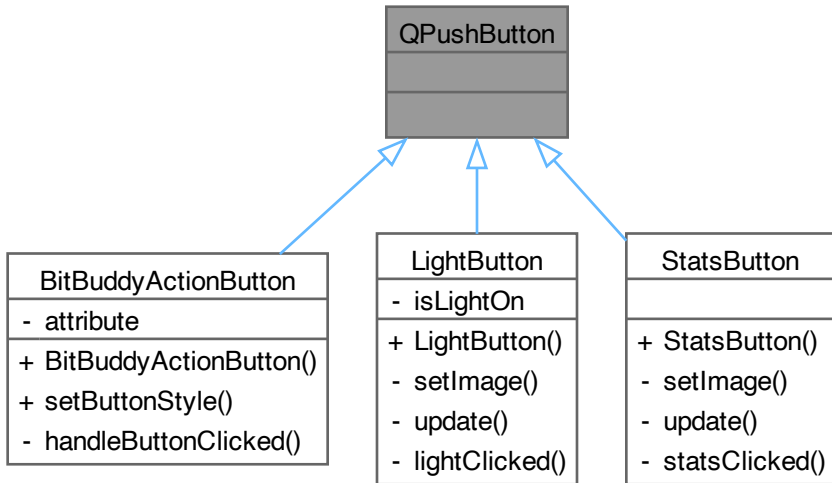 QPushButton
BitBuddyActionButton
- attribute
+ BitBuddyActionButton()
+ setButtonStyle()
- handleButtonClicked()
LightButton
- isLightOn
+ LightButton()
- setImage()
- update()
- lightClicked()
StatsButton
+ StatsButton()
- setImage()
- update()
- statsClicked()